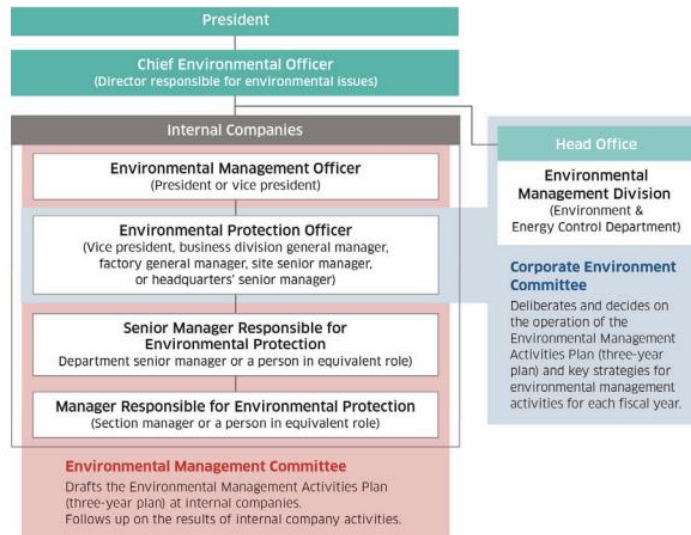 President
Chief Environmental Officer
(Director responsible for environmental issues)
Internal Companies
Environmental Management Officer
(President or vice president)
Environmental Protection Officer
(Vice president, business division general manager,
factory general manager, site senior manager,
or headquarters' senior manager)
Senior Manager Responsible for
Environmental Protection
Department senior manager or a person in equivalent role)
Manager Responsible for Environmental Protection
(Section manager or a person in equivalent role)
Environmental Management Committee
Drafts the Environmental Management Activities Plan
(three-year plan) at internal companies.
Follows up on the results of internal company activities.
Head Office
Environmental
Management Division
(Environment &
Energy Control Department)
Corporate Environment
Committee
Deliberates and decides on
the operation of the
Environmental Management
Activities Plan (three-year
plan) and key strategies for
environmental management
activities for each fiscal year.